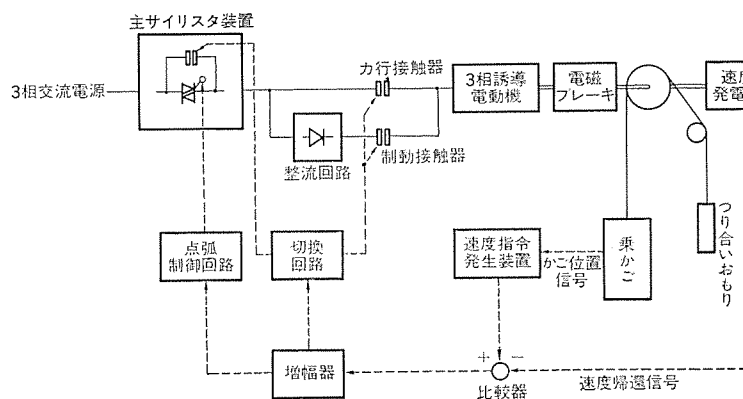 主サイリスタ装置
3相交流電源
力行接触器
3相誘導
電動機
電磁
ブレーキ
速度
発電
整流回路
制動接触器
点弧
制御回路
切換
回路
速度指令
発生装置
かご位置
信号
乗かご
つり合いおもり
増幅器
+ −
比較器
速度帰還信号